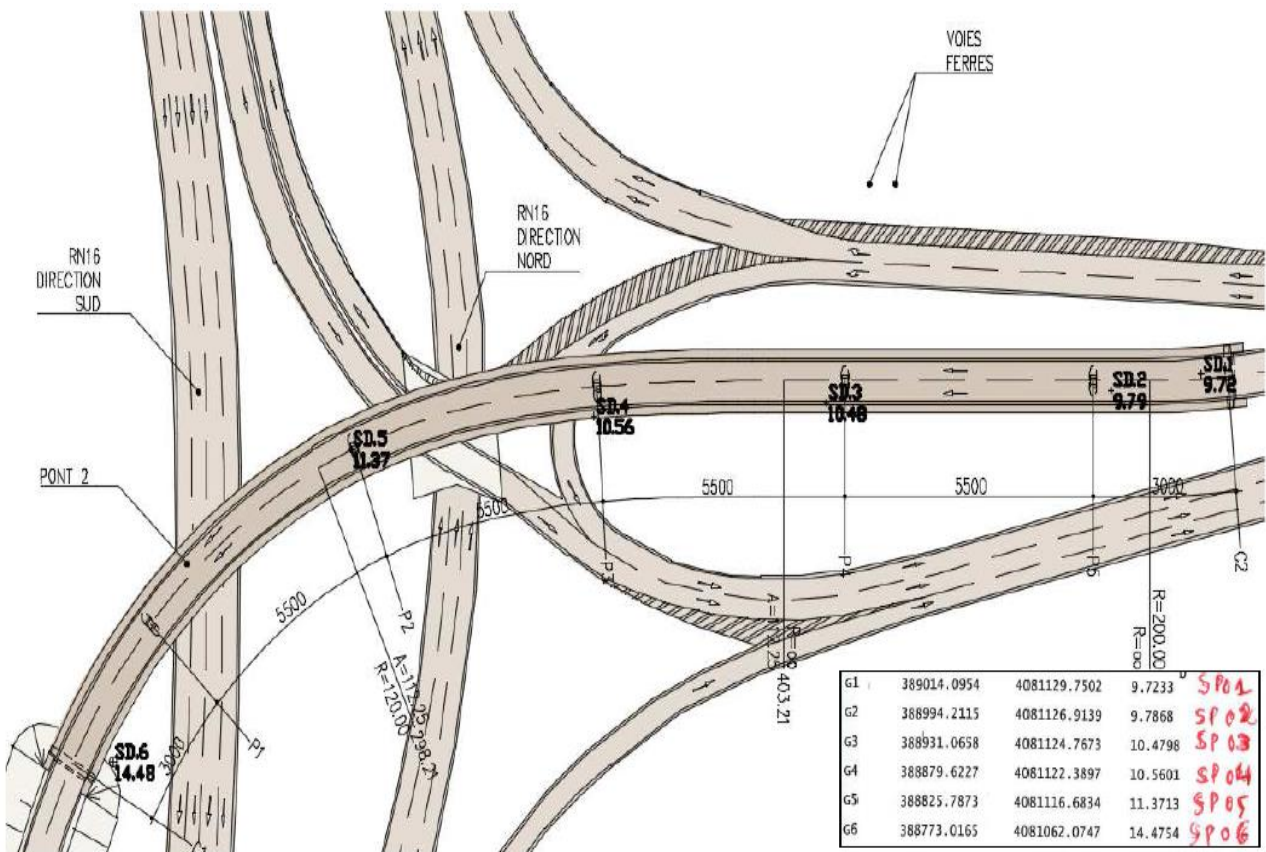 VOIES
FERRES
RN16
DIRECTION
NORD
RN16
DIRECTION
SUD
SD.1
9.72
SD.2
9.79
SD.3
10.48
SD.4
10.56
SD.5
11.37
PONT 2
5500
5500
3000
5500
5500
3000
P3
P4
P5
C2
P2
P1
A=112.25
R=120.00
298.21
R=∞
403.21
R=200.00
R=∞
SD.6
14.48
G1 389014.0954 4081129.7502 9.7233 SP01
G2 388994.2115 4081126.9139 9.7868 SP02
G3 388931.0658 4081124.7673 10.4798 SP03
G4 388879.6227 4081122.3897 10.5601 SP04
G5 388825.7873 4081116.6834 11.3713 SP05
G6 388773.0165 4081062.0747 14.4754 SP06